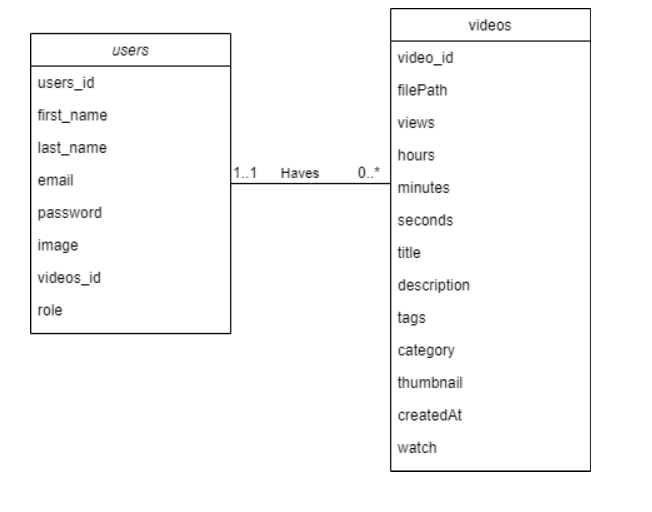 users
users_id
first_name
last_name
email
password
image
videos_id
role
1..1 Haves 0..*
videos
video_id
filePath
views
hours
minutes
seconds
title
description
tags
category
thumbnail
createdAt
watch